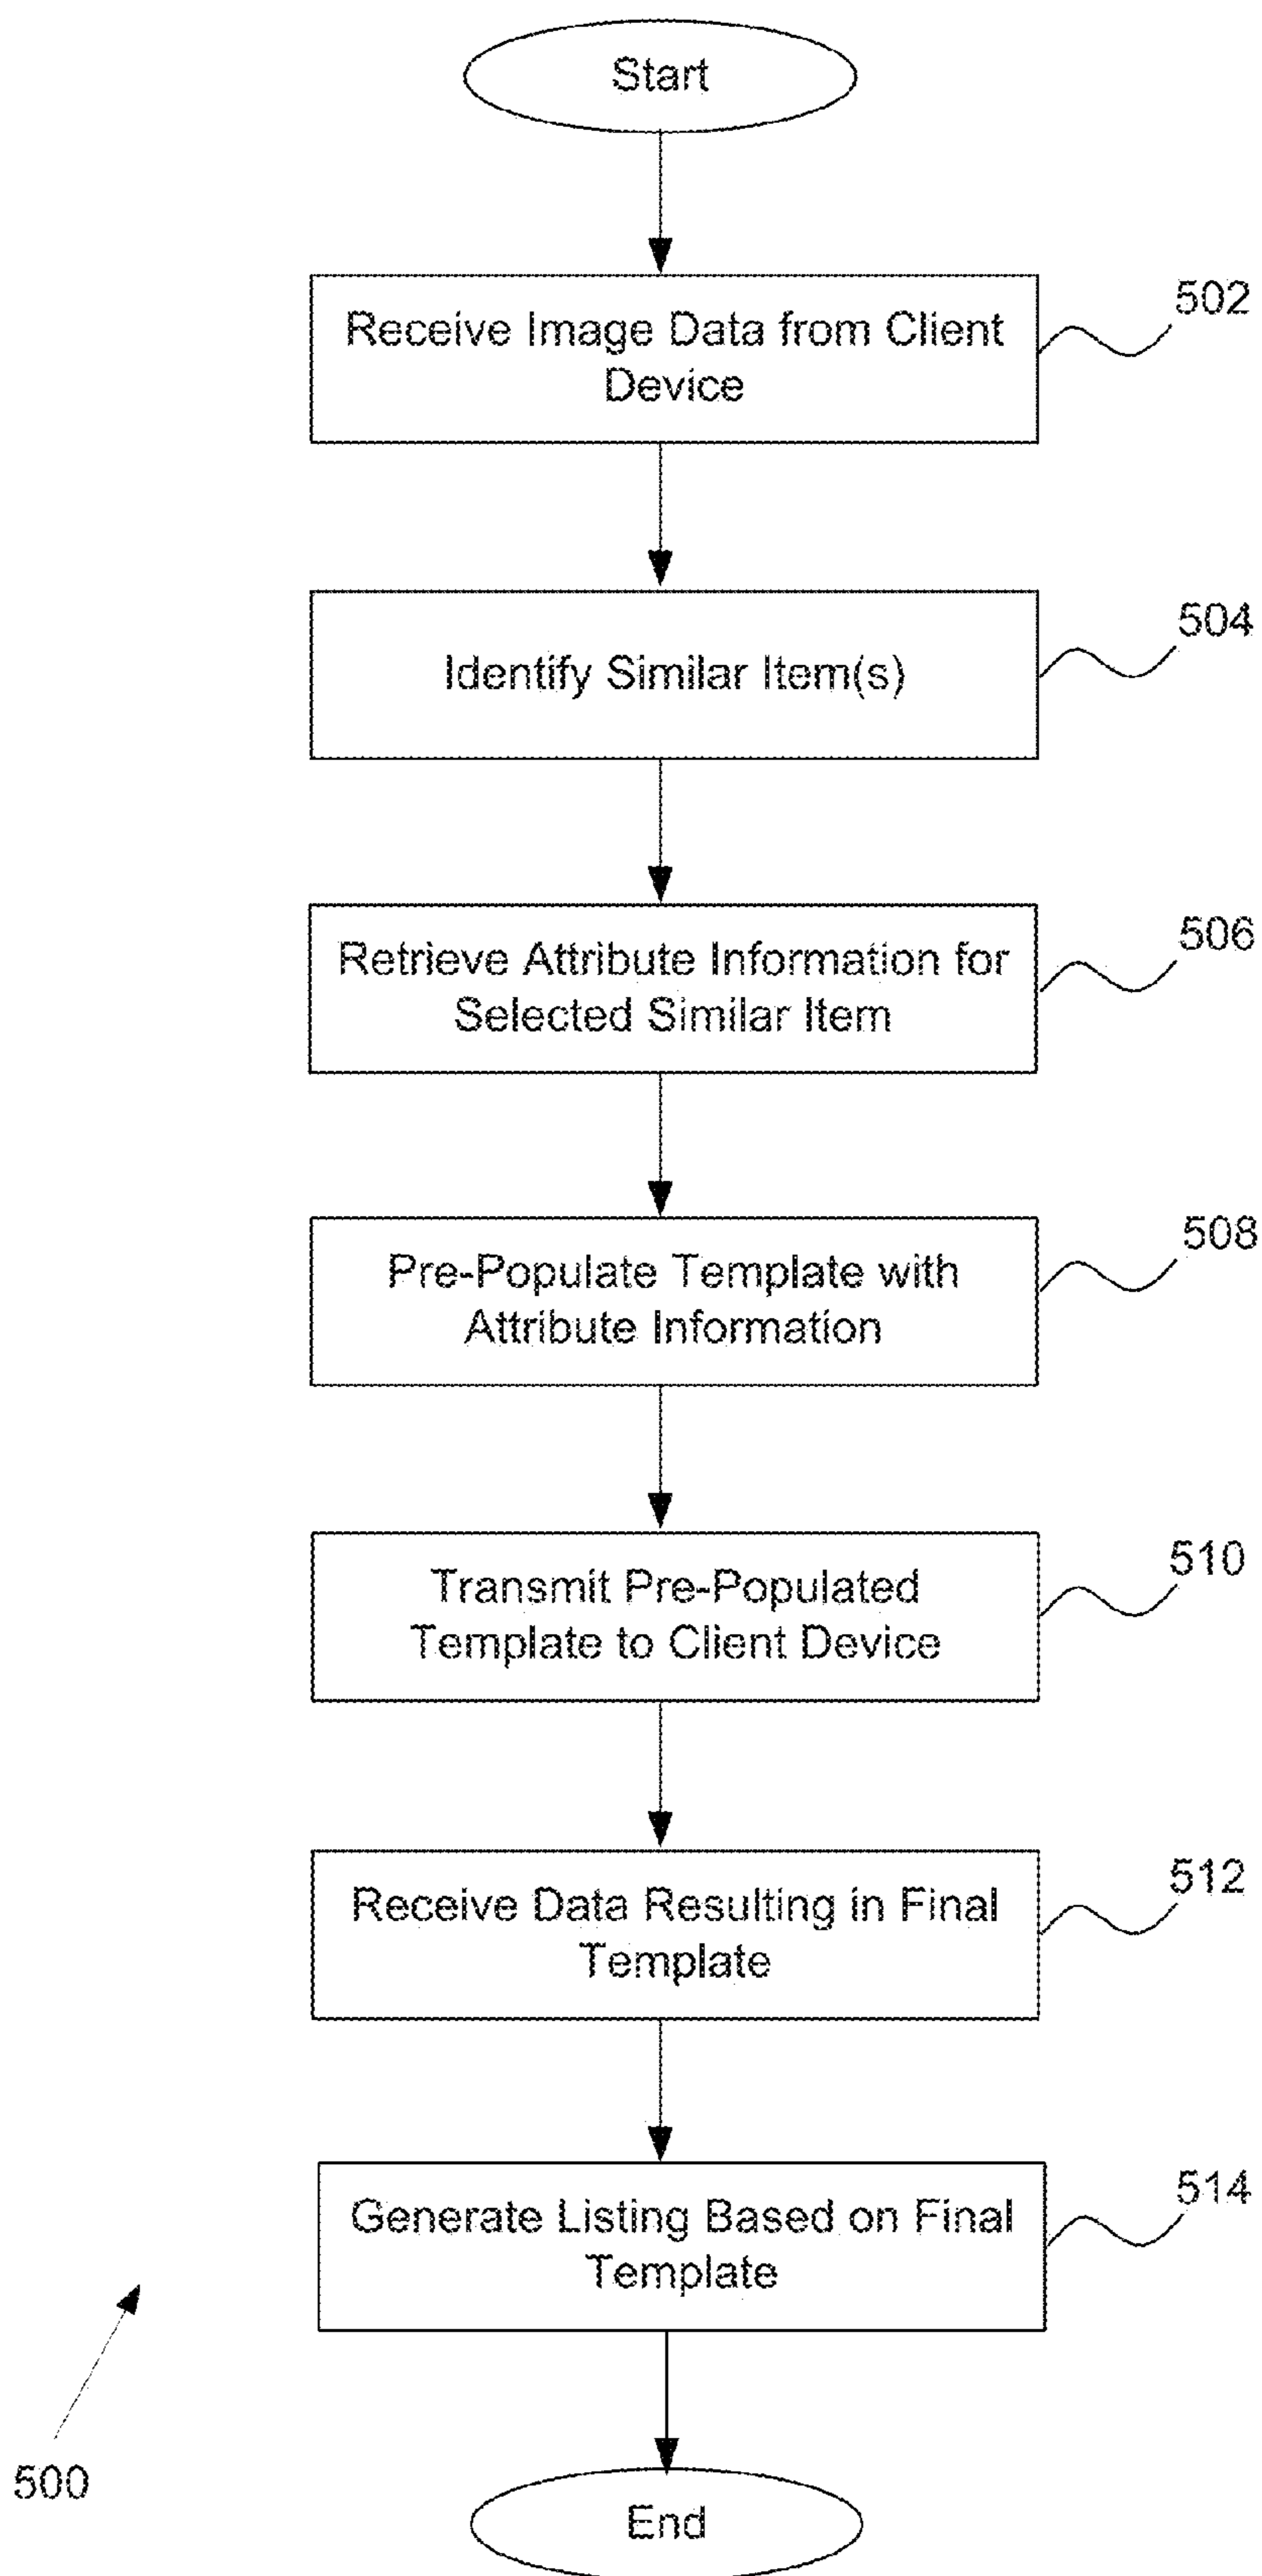 Start
Receive Image Data from Client
Device
502
Identify Similar Item(s)
504
Retrieve Attribute Information for
Selected Similar Item
506
Pre-Populate Template with
Attribute Information
508
Transmit Pre-Populated
Template to Client Device
510
Receive Data Resulting in Final
Template
512
Generate Listing Based on Final
Template
514
500
End